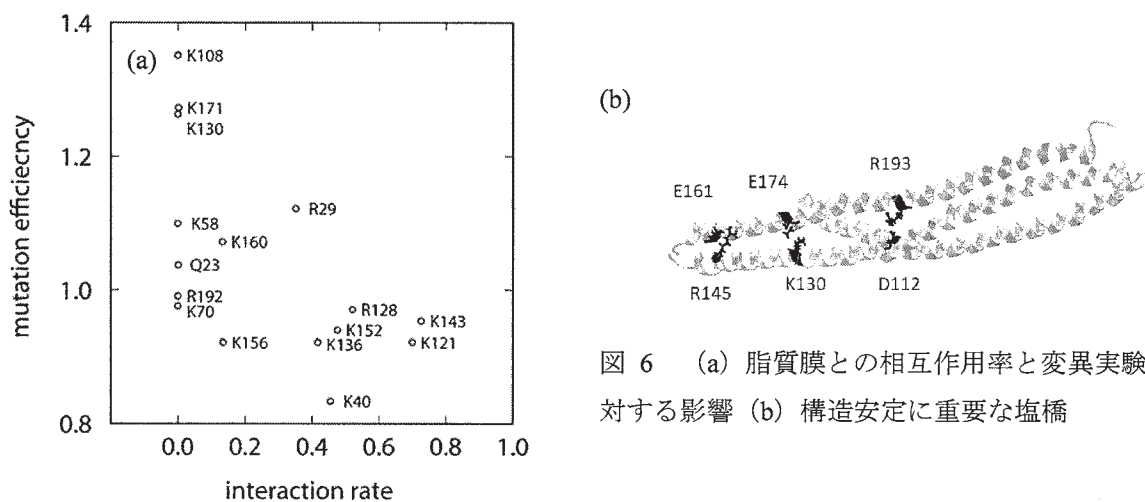 1.4
(a)
K108
K171
K130
1.2
R29
K58
K160
Q23
1.0
R192
K70
R128
K143
K152
K156
K136
K121
K40
0.8
0.0 0.2 0.4 0.6 0.8 1.0
interaction rate
mutation efficiecncy
(b)
R193
E174
E161
R145
K130
D112
図 6 (a) 脂質膜との相互作用率と変異実験
対する影響 (b) 構造安定に重要な塩橋